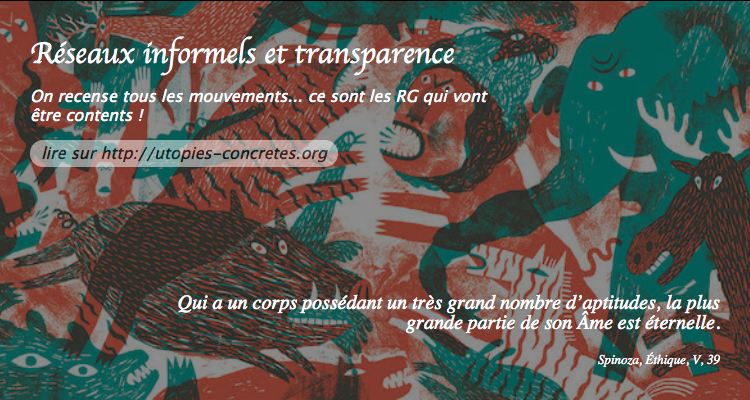 Réseaux informels et transparence
On recense tous les mouvements... ce sont les RG qui vont
être contents !
lire sur http://utopies-concretes.org
Qui a un corps possédant un très grand nombre d'aptitudes, la plus
grande partie de son Âme est éternelle.
Spinoza, Éthique, V, 39